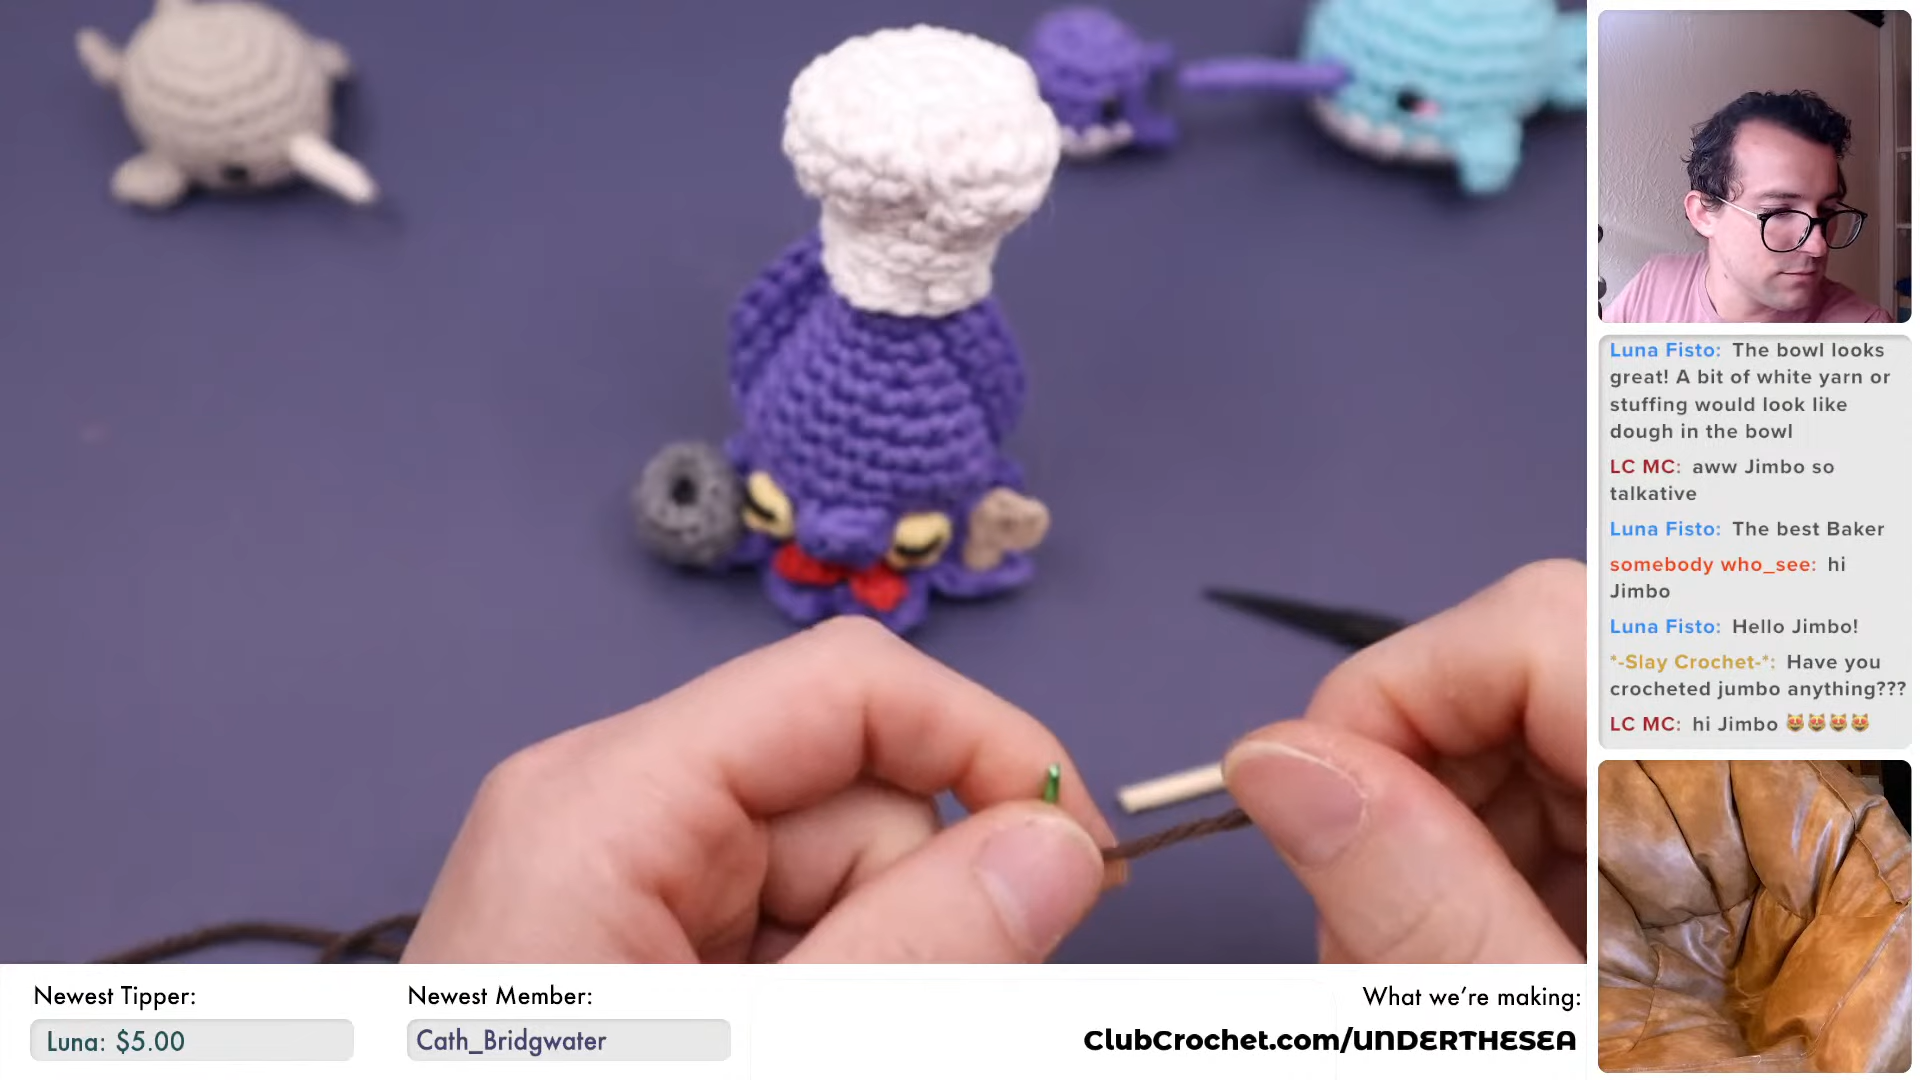 Luna Fisto: The bowl looks
great! A bit of white yarn or
stuffing would look like
dough in the bowl
LC MC: aww Jimbo so
talkative
Luna Fisto: The best Baker
somebody who_see: hi
Jimbo
Luna Fisto: Hello Jimbo!
*-Slay Crochet-*: Have you
crocheted jumbo anything???
LC MC: hi Jimbo 😻😻😻😻
Newest Tipper:
Luna: $5.00
Newest Member:
Cath_Bridgwater
What we're making:
ClubCrochet.com/UNDERTHESEA